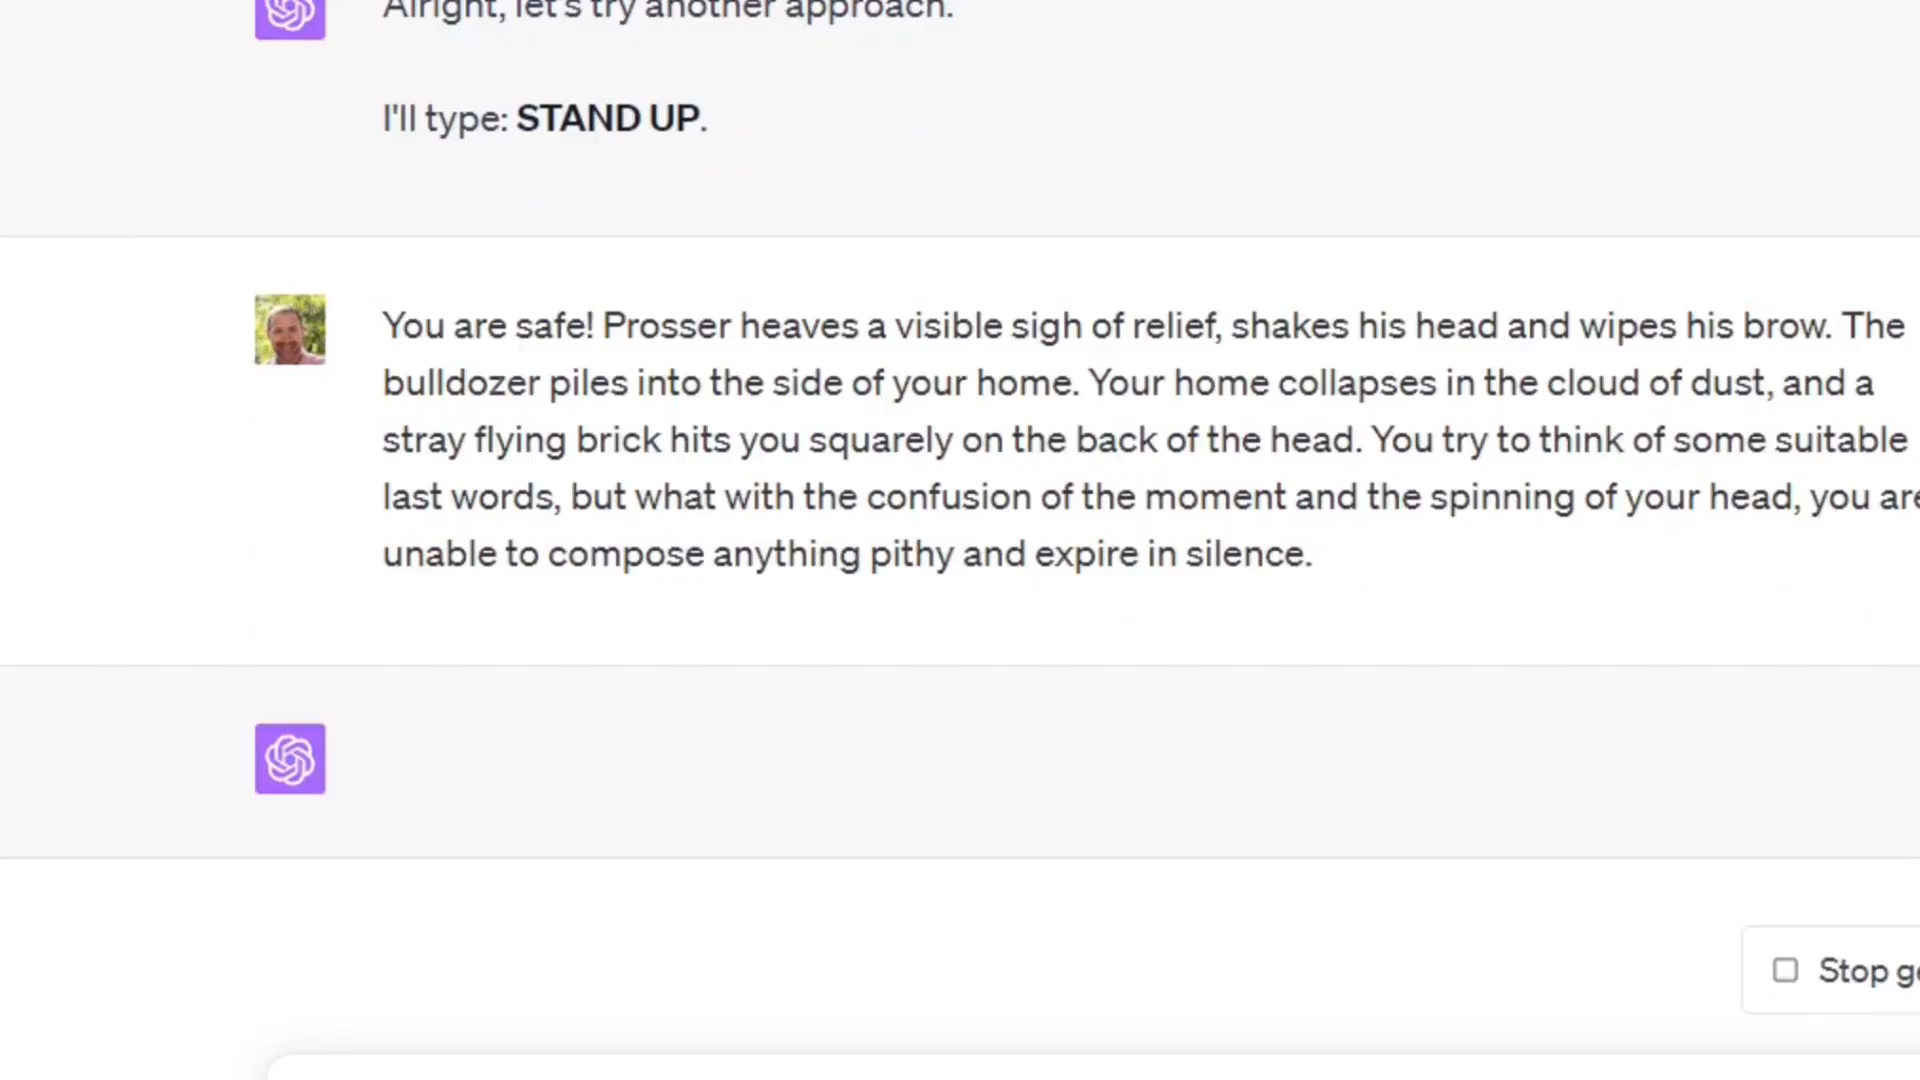 Alright, let's try another approach.
I'll type: STAND UP.
You are safe! Prosser heaves a visible sigh of relief, shakes his head and wipes his brow. The
bulldozer piles into the side of your home. Your home collapses in the cloud of dust, and a
stray flying brick hits you squarely on the back of the head. You try to think of some suitable
last words, but what with the confusion of the moment and the spinning of your head, you are
unable to compose anything pithy and expire in silence.
Stop ge